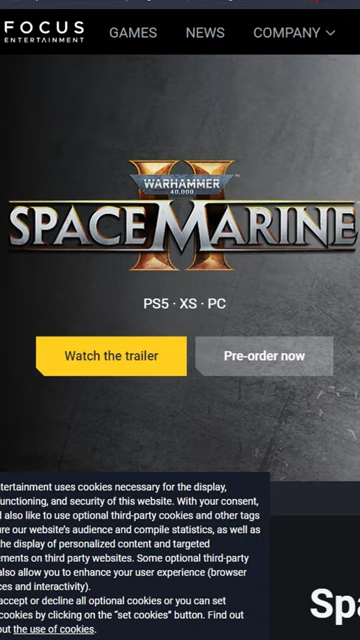 FOCUS
ENTERTAINMENT
GAMES
NEWS
COMPANY
WARHAMMER
40,000
SPACE MARINE
II
PS5 · XS · PC
Watch the trailer
Pre-order now
tertainment uses cookies necessary for the display,
unctioning, and security of this website. With your consent,
d also like to use optional third-party cookies and other tags
ure our website's audience and compile statistics, as well as
the display of personalized content and targeted
ements on third party websites. Some optional third-party
also allow you to enhance your user experience (browser
ces and interactivity).
accept or decline all optional cookies or you can set
cookies by clicking on the "set cookies" button. Find out
out the use of cookies.
Spa